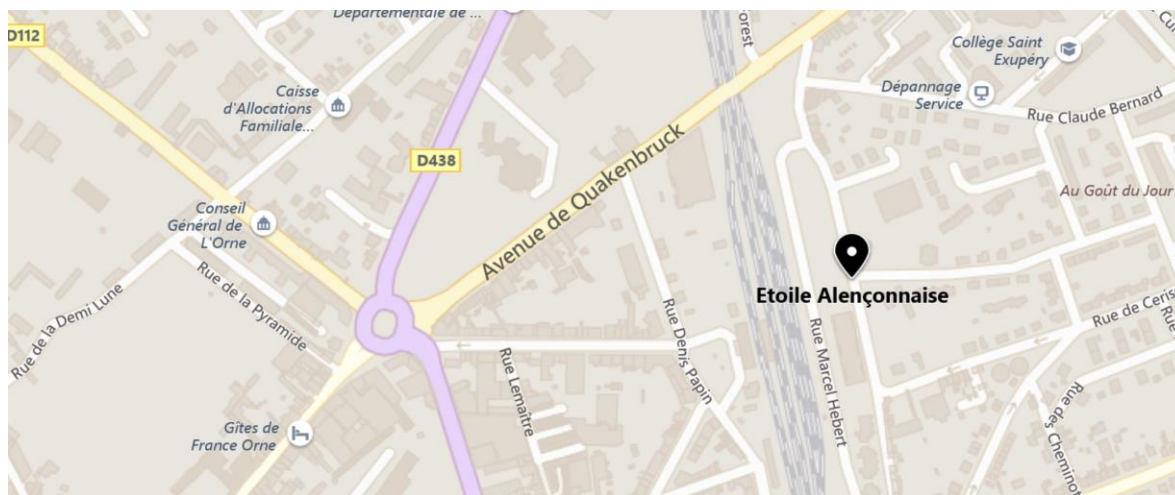 Départementale de ...
D112
Forest
Collège Saint
Exupéry
Caisse
d'Allocations
Familiale...
Dépannage
Service
Rue Claude Bernard
D438
Avenue de Quakenbruck
Au Goût du Jour
Conseil
Général de
L'Orne
Rue de la Demi Lune
Rue de la Pyramide
Etoile Alençonnaise
Rue Denis Papin
Rue Marcel Hebert
Rue de Ceris
Rue Lemaître
Rue des Cheminot
Gîtes de
France Orne